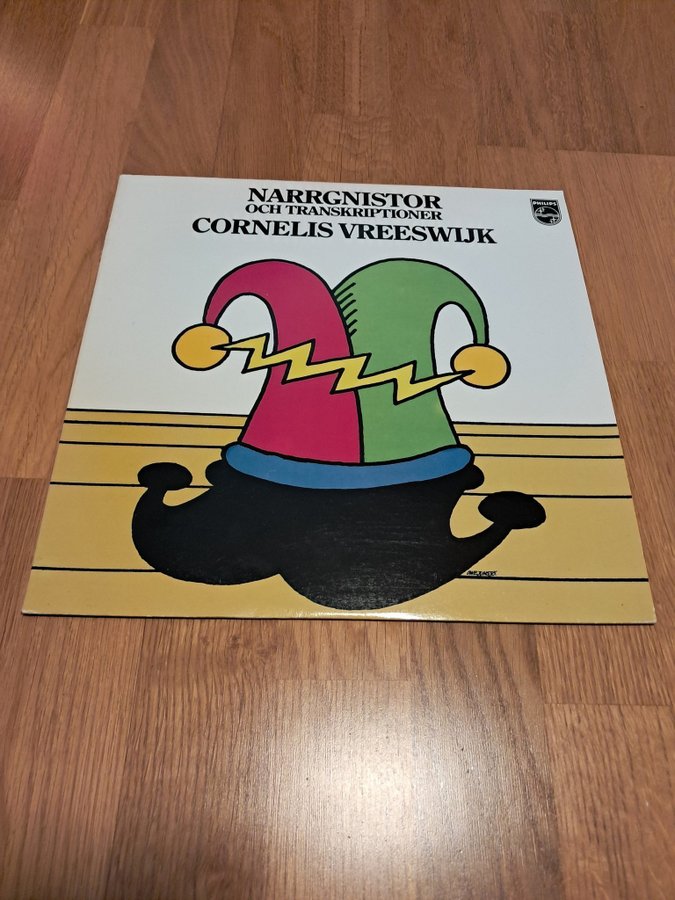 NARRGNISTOR
OCH TRANSKRIPTIONER
CORNELIS VREESWIJK
PHILIPS